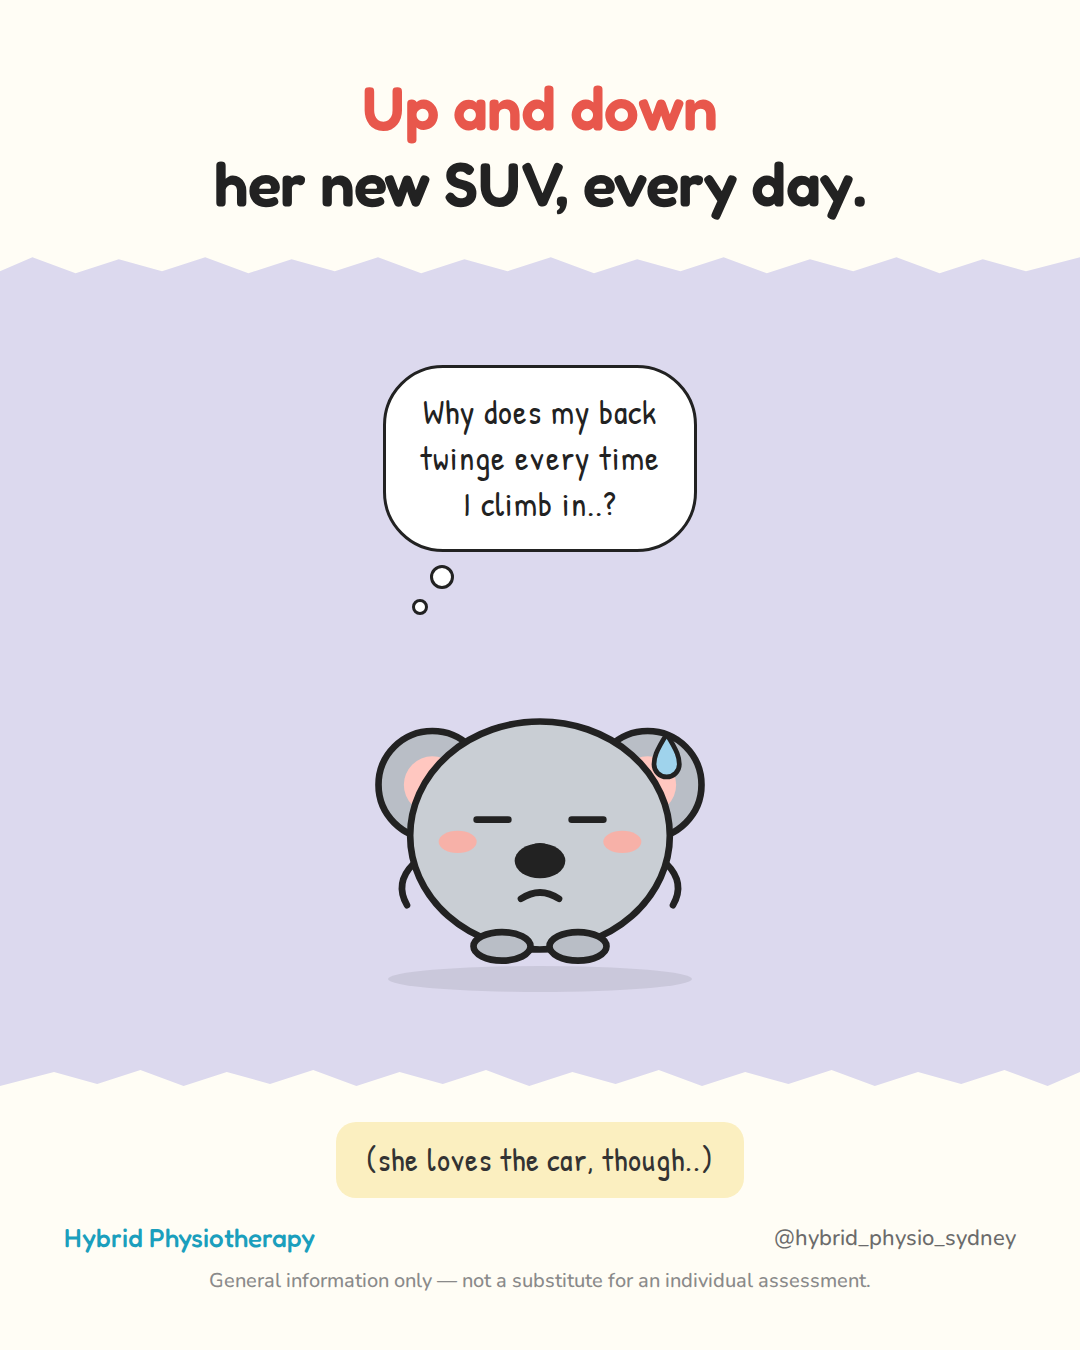 Up and down
her new SUV, every day.
Why does my back
twinge every time
I climb in..?
(she loves the car, though..)
Hybrid Physiotherapy
@hybrid_physio_sydney
General information only — not a substitute for an individual assessment.